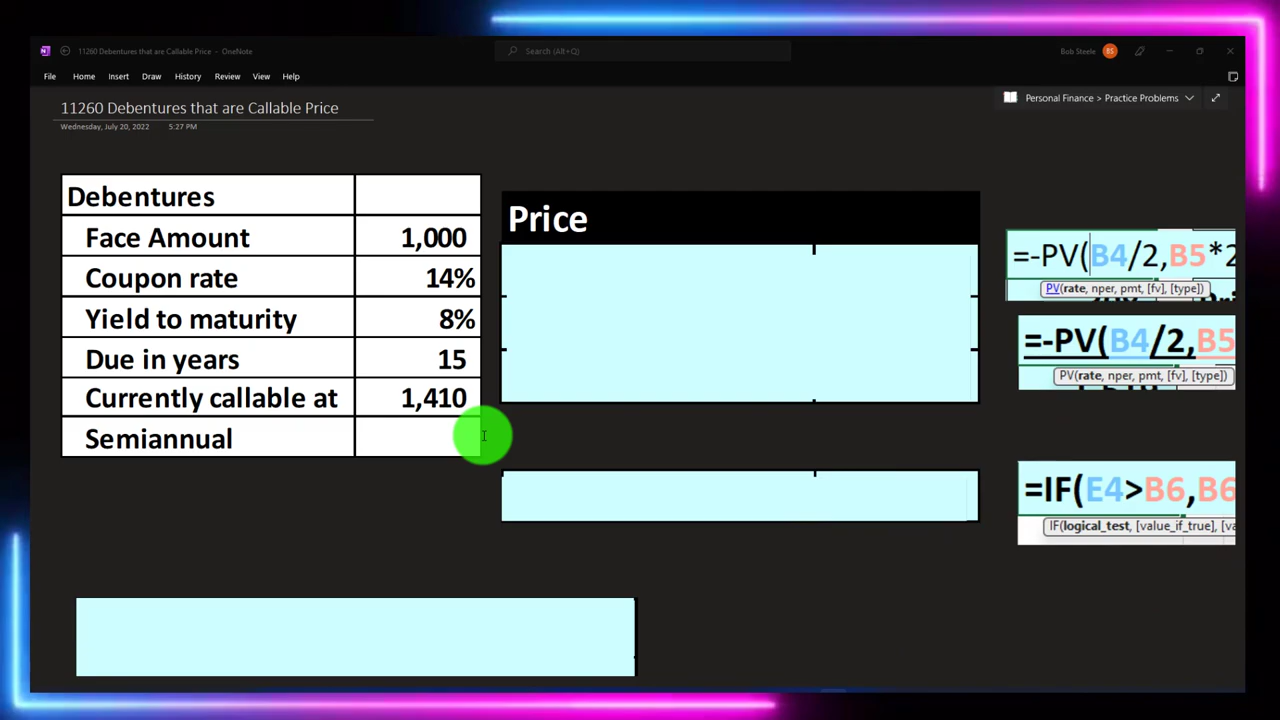 11260 Debentures that are Callable Price - OneNote
Search (Alt+Q)
Bob Steele
BS
File Home Insert Draw History Review View Help
11260 Debentures that are Callable Price
Personal Finance > Practice Problems
Wednesday, July 20, 2022 5:27 PM
Debentures
Face Amount 1,000
Coupon rate 14%
Yield to maturity 8%
Due in years 15
Currently callable at 1,410
Semiannual
Price
=-PV(B4/2,B5*2
PV(rate, nper, pmt, [fv], [type])
=-PV(B4/2,B5
PV(rate, nper, pmt, [fv], [type])
=IF(E4>B6,B6
IF(logical_test, [value_if_true], [va